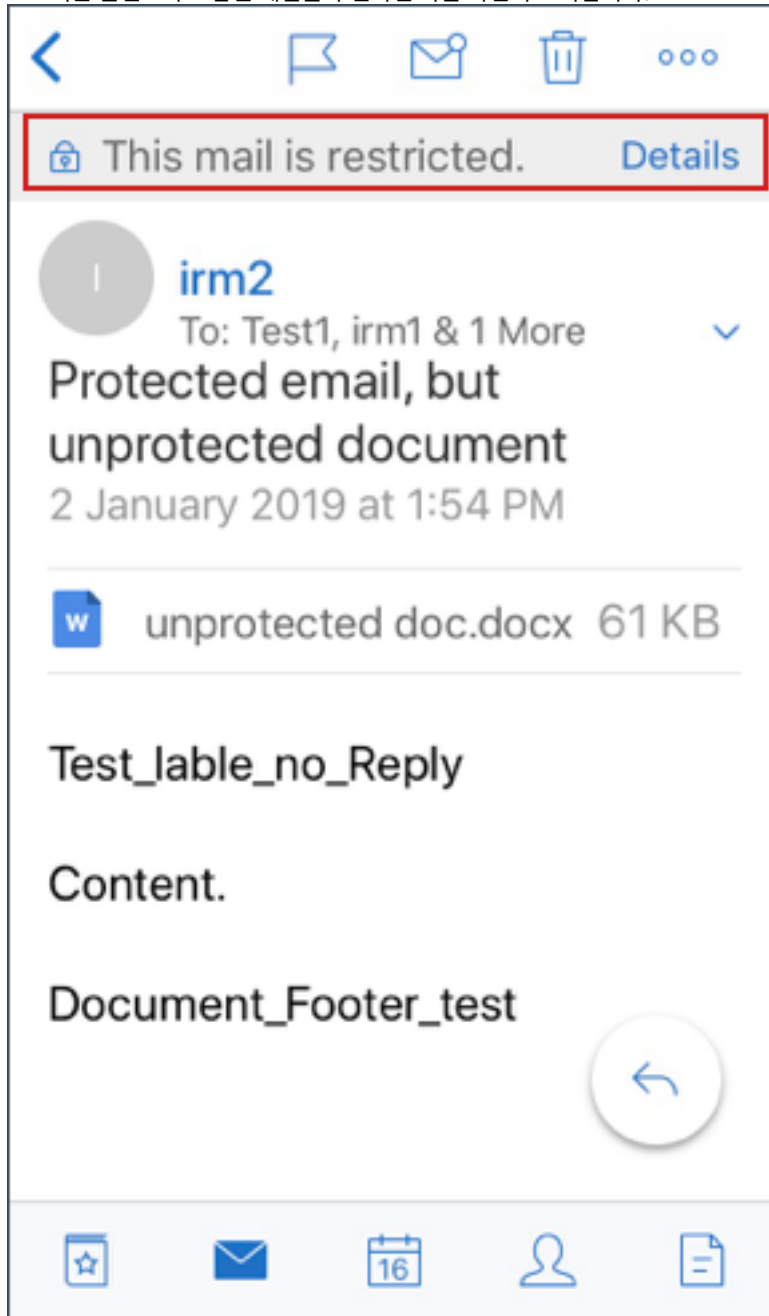 This mail is restricted. Details
I
irm2
To: Test1, irm1 & 1 More
Protected email, but
unprotected document
2 January 2019 at 1:54 PM
W unprotected doc.docx 61 KB
Test_lable_no_Reply
Content.
Document_Footer_test
16